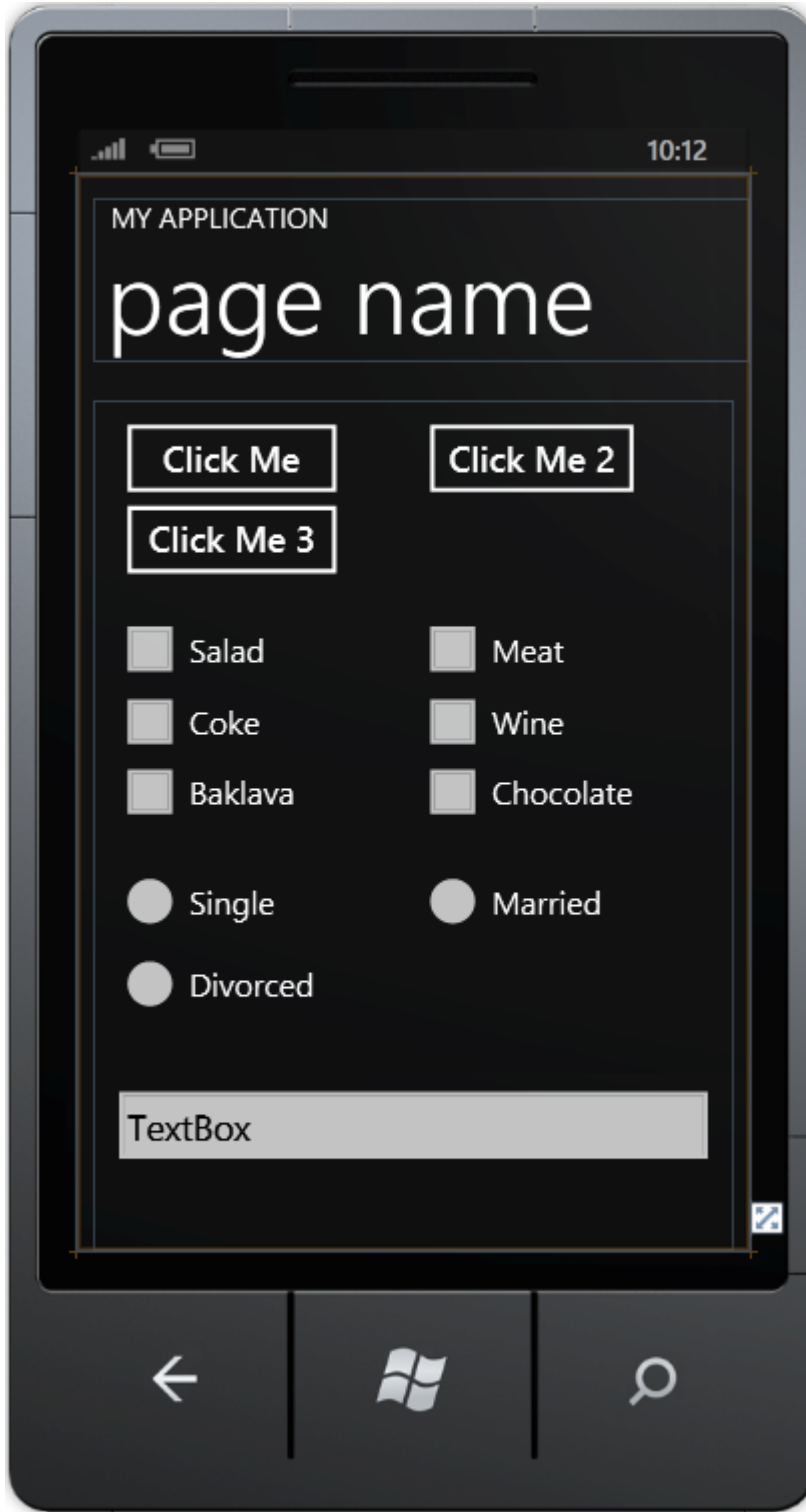 10:12
MY APPLICATION
page name
Click Me Click Me 2
Click Me 3
Salad Meat
Coke Wine
Baklava Chocolate
Single Married
Divorced
TextBox